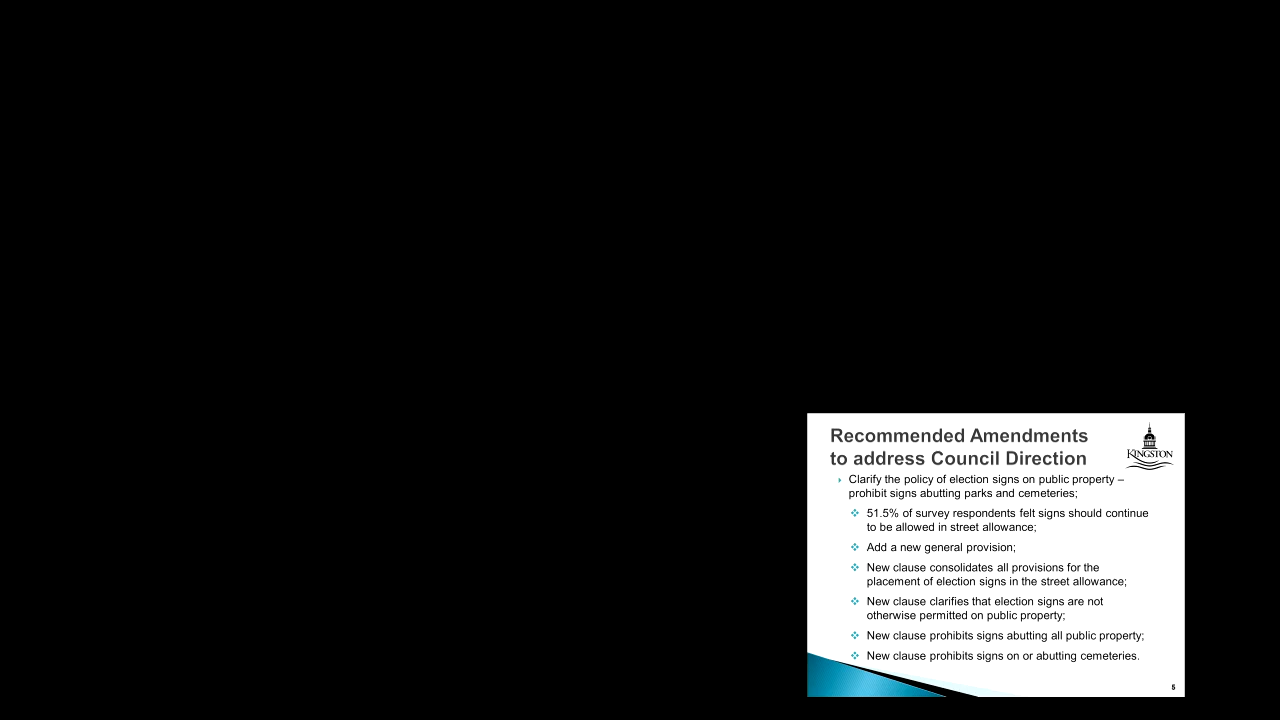 Recommended Amendments
to address Council Direction
KINGSTON
Clarify the policy of election signs on public property –
prohibit signs abutting parks and cemeteries;
51.5% of survey respondents felt signs should continue
to be allowed in street allowance;
Add a new general provision;
New clause consolidates all provisions for the
placement of election signs in the street allowance;
New clause clarifies that election signs are not
otherwise permitted on public property;
New clause prohibits signs abutting all public property;
New clause prohibits signs on or abutting cemeteries.
5